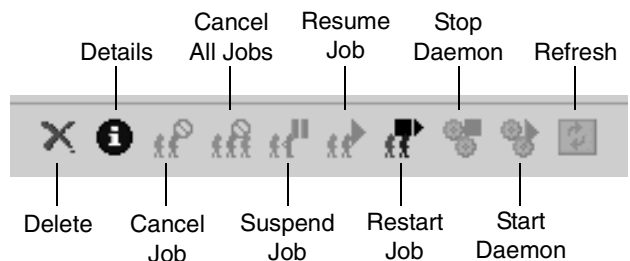 Cancel
All Jobs
Resume
Job
Stop
Daemon
Details
Refresh
Delete
Cancel
Job
Suspend
Job
Restart
Job
Start
Daemon